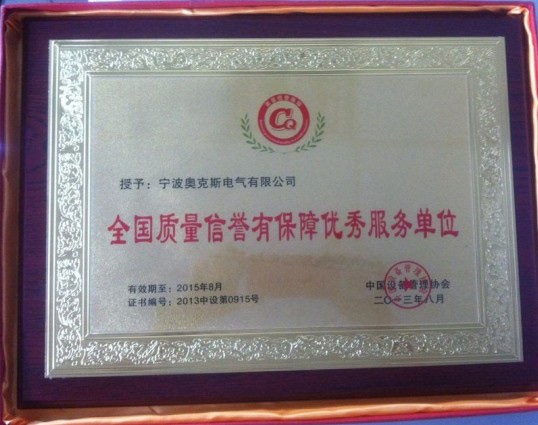 CQ
授予：宁波奥克斯电气有限公司
全国质量信誉有保障优秀服务单位
有效期至：2015年8月
证书编号：2013中设第0915号
中国设备管理协会
二〇一三年八月